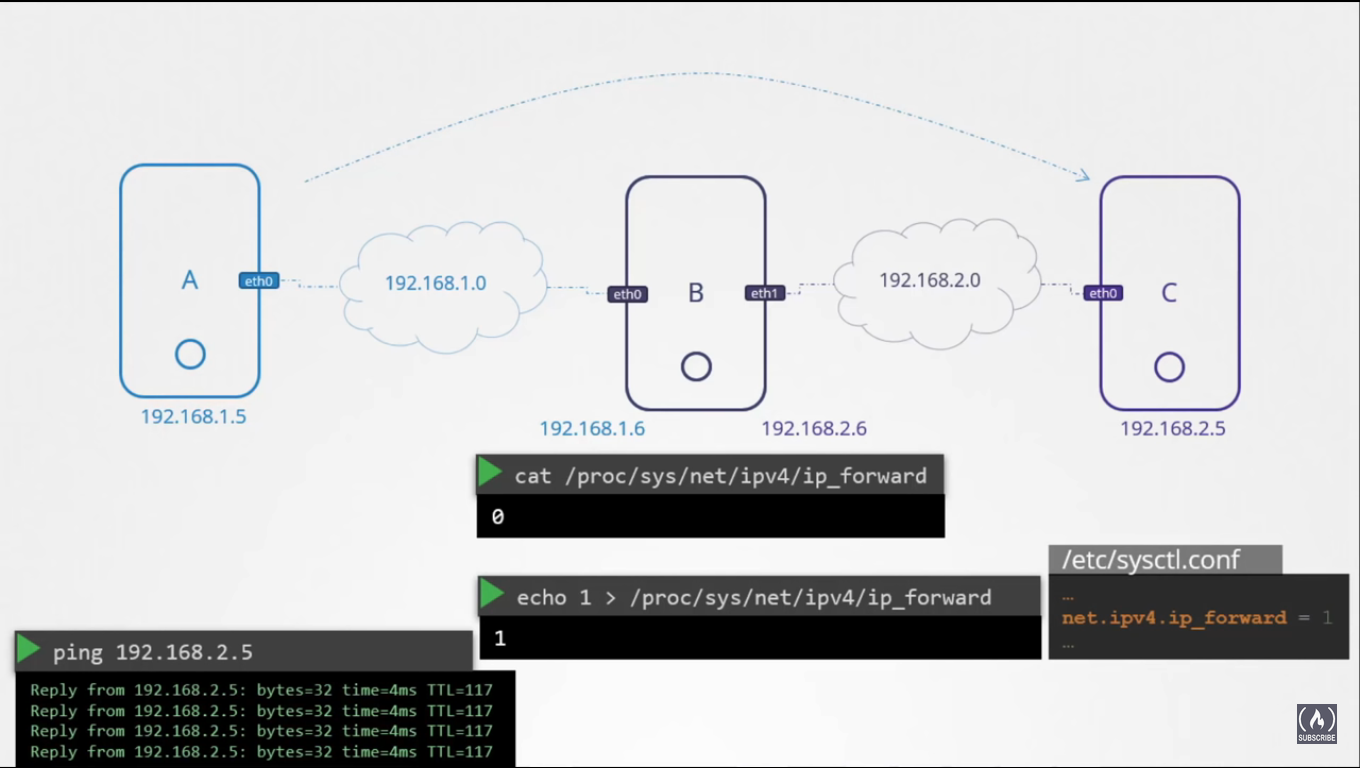 A
eth0
192.168.1.0
eth0
B
eth1
192.168.2.0
eth0
C
192.168.1.5
192.168.1.6
192.168.2.6
192.168.2.5
cat /proc/sys/net/ipv4/ip_forward
0
echo 1 > /proc/sys/net/ipv4/ip_forward
1
/etc/sysctl.conf
…
net.ipv4.ip_forward = 1
…
ping 192.168.2.5
Reply from 192.168.2.5: bytes=32 time=4ms TTL=117
Reply from 192.168.2.5: bytes=32 time=4ms TTL=117
Reply from 192.168.2.5: bytes=32 time=4ms TTL=117
Reply from 192.168.2.5: bytes=32 time=4ms TTL=117
SUBSCRIBE